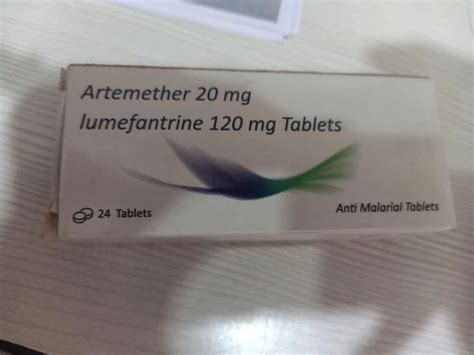 Artemether 20 mg
lumefantrine 120 mg Tablets
24 Tablets
Anti Malarial Tablets